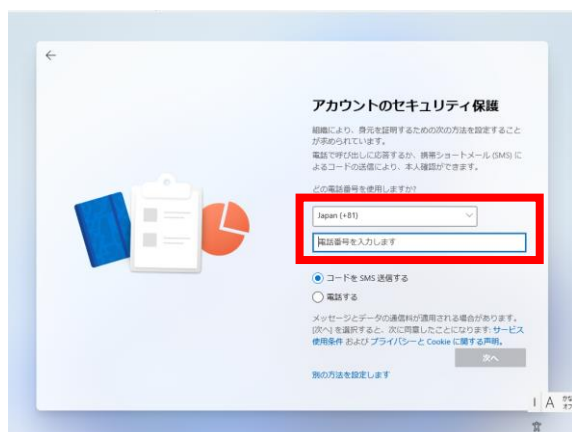 アカウントのセキュリティ保護
組織により、身元を証明するための次の方法を設定すること
が求められています。
電話で呼び出しに応答するか、携帯ショートメール (SMS) に
よるコードの送信により、本人確認ができます。
どの電話番号を使用しますか?
Japan (+81)
電話番号を入力します
コードを SMS 送信する
電話する
メッセージとデータの通信料が適用される場合があります。
[次へ] を選択すると、次に同意したことになります: サービス
使用条件 および プライバシーと Cookie に関する声明。
次へ
別の方法を設定します
A